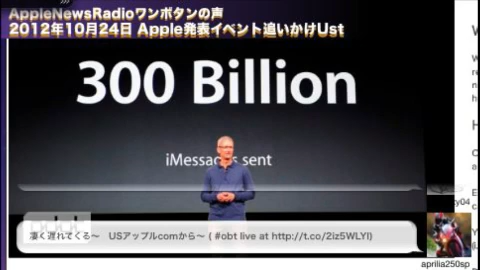 AppleNewsRadioワンボタンの声
2012年10月24日 Apple発表イベント追いかけUst
300 Billion
iMessages sent
凄く遅れてくる〜 USアップルcomから〜 ( #obt live at http://t.co/2iz5WLYI)
aprilia250sp